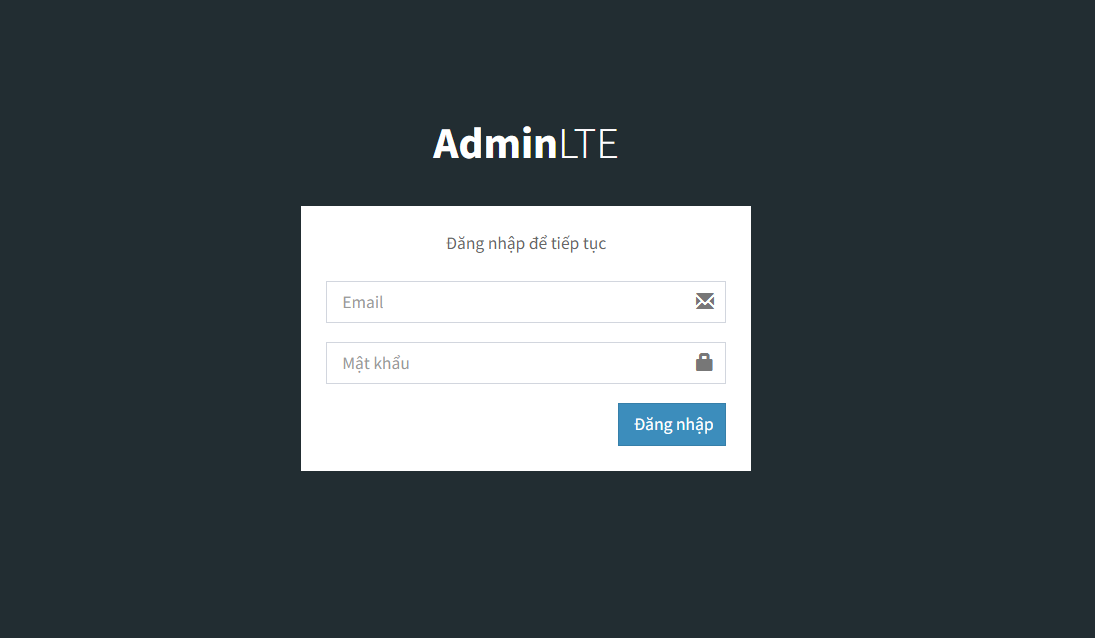 AdminLTE
Đăng nhập để tiếp tục
Email
Mật khẩu
Đăng nhập